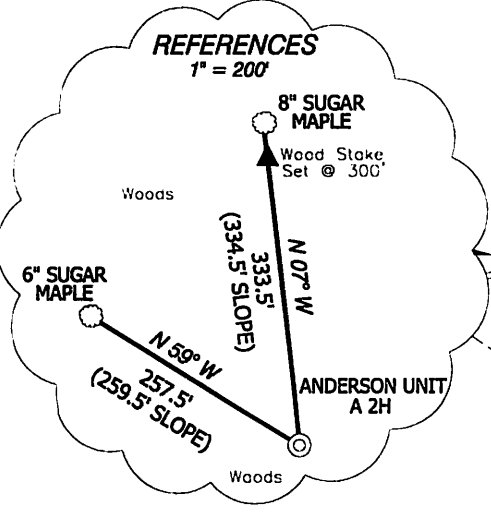 REFERENCES
1" = 200'
8" SUGAR
MAPLE
Wood Stake
Set @ 300'
Woods
N 07° W
333.5'
(334.5' SLOPE)
6" SUGAR
MAPLE
N 59° W
257.5'
(259.5' SLOPE)
ANDERSON UNIT
A 2H
Woods